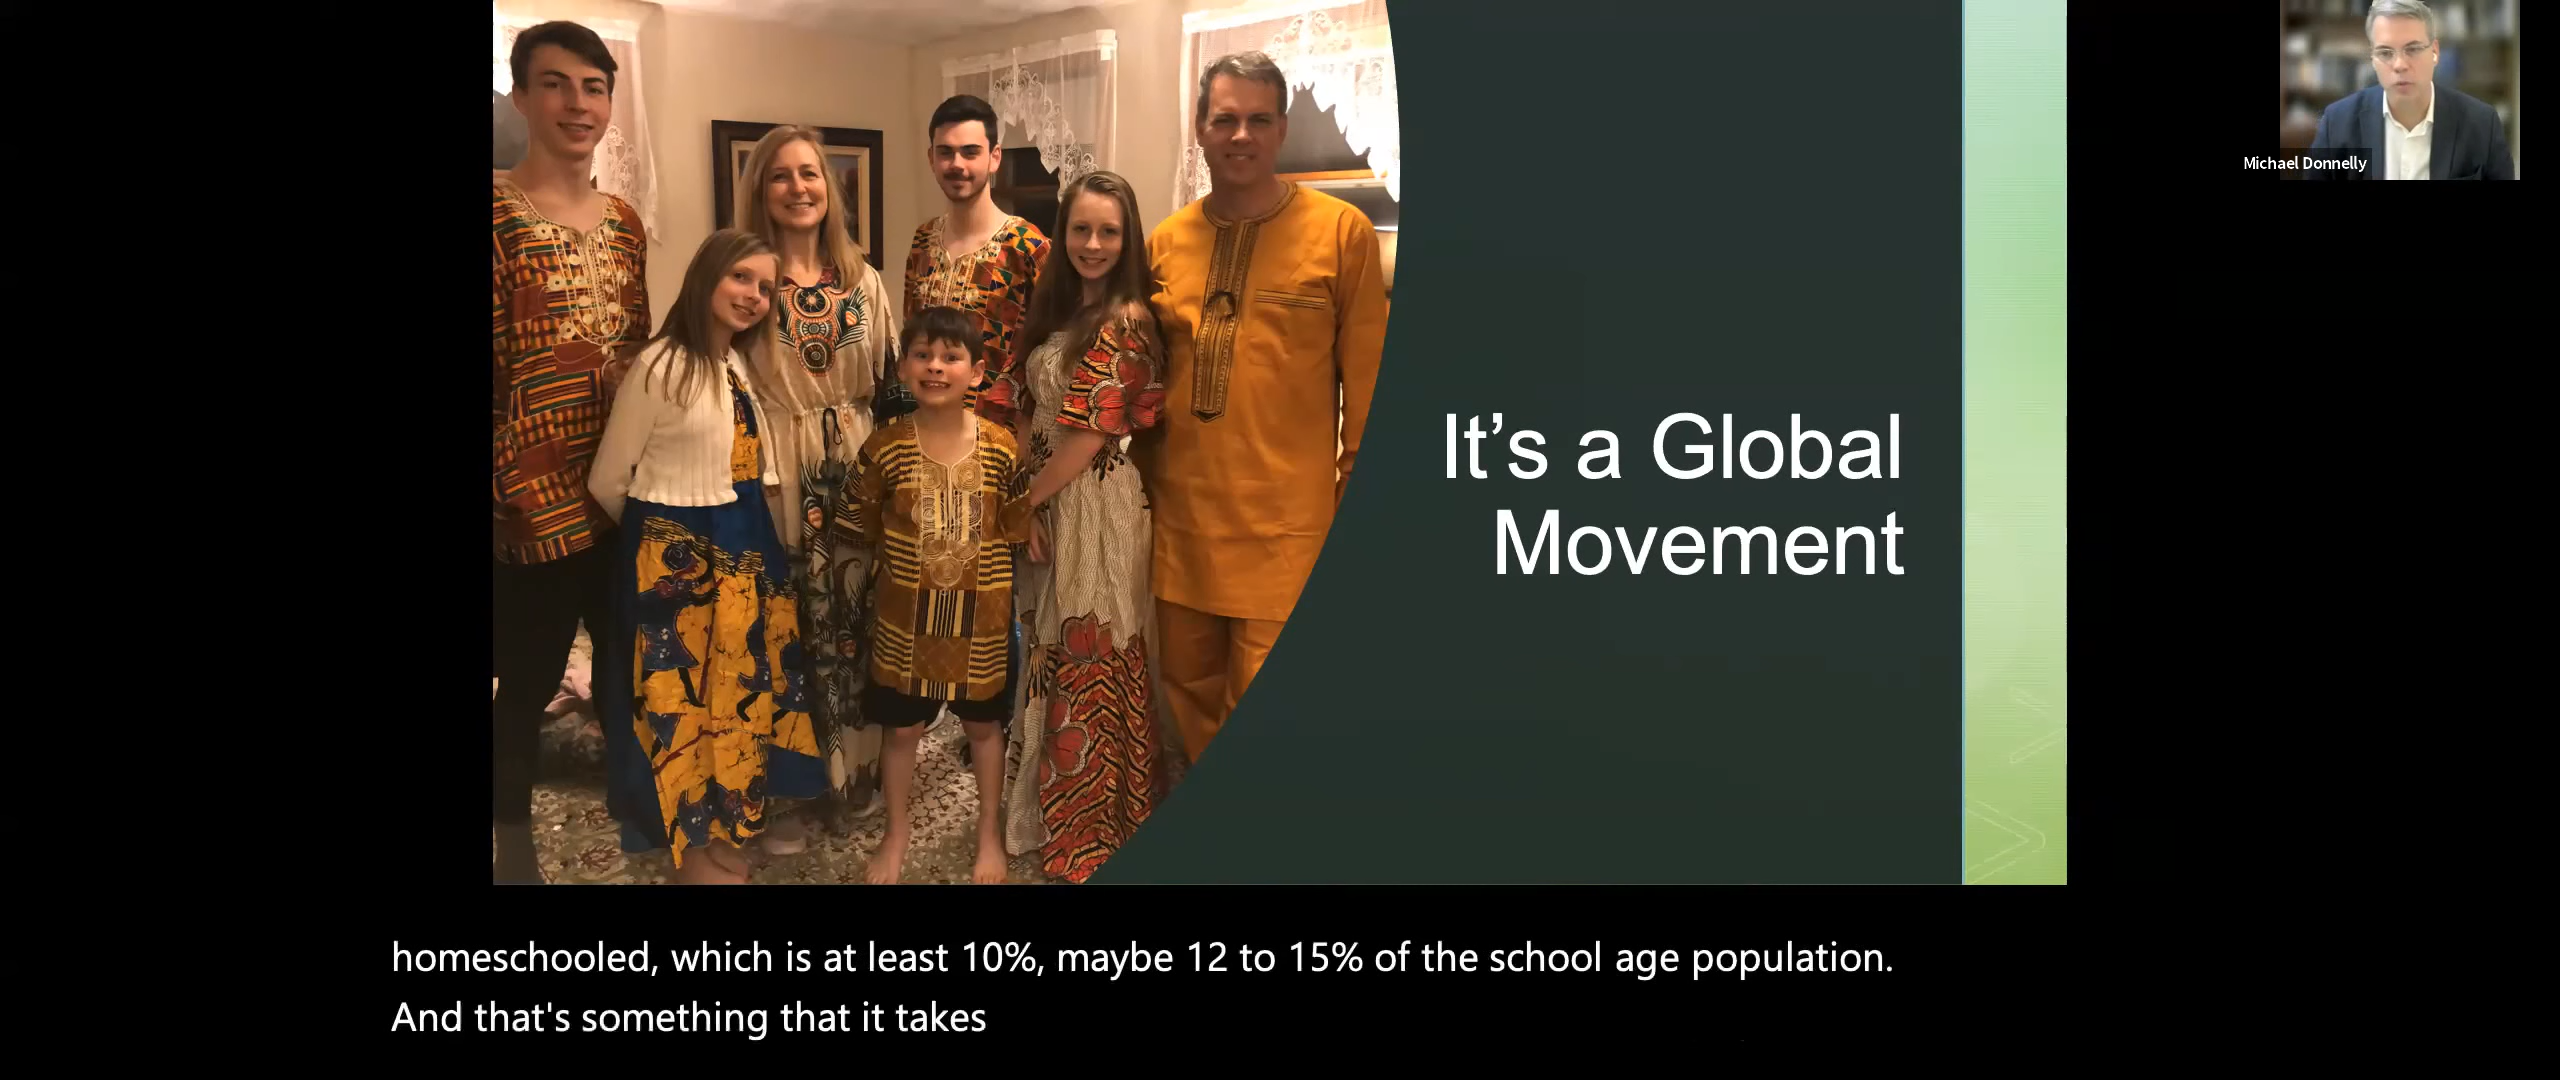 Michael Donnelly
It’s a Global
Movement
homeschooled, which is at least 10%, maybe 12 to 15% of the school age population.
And that's something that it takes